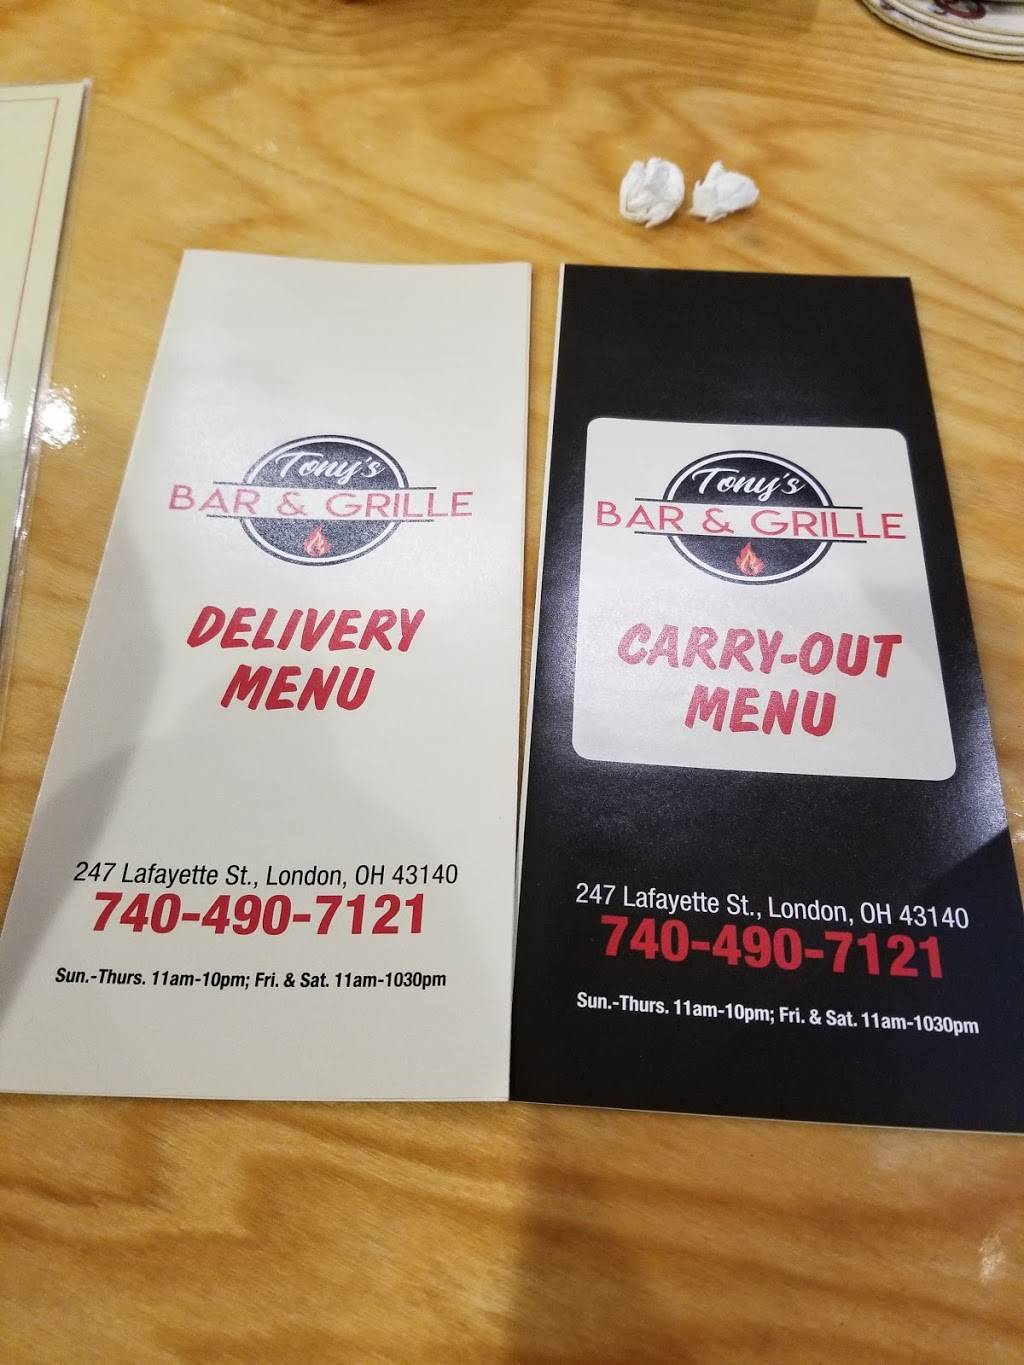 Tony's
BAR & GRILLE
DELIVERY
MENU
247 Lafayette St., London, OH 43140
740-490-7121
Sun.-Thurs. 11am-10pm; Fri. & Sat. 11am-1030pm
Tony's
BAR & GRILLE
CARRY-OUT
MENU
247 Lafayette St., London, OH 43140
740-490-7121
Sun.-Thurs. 11am-10pm; Fri. & Sat. 11am-1030pm